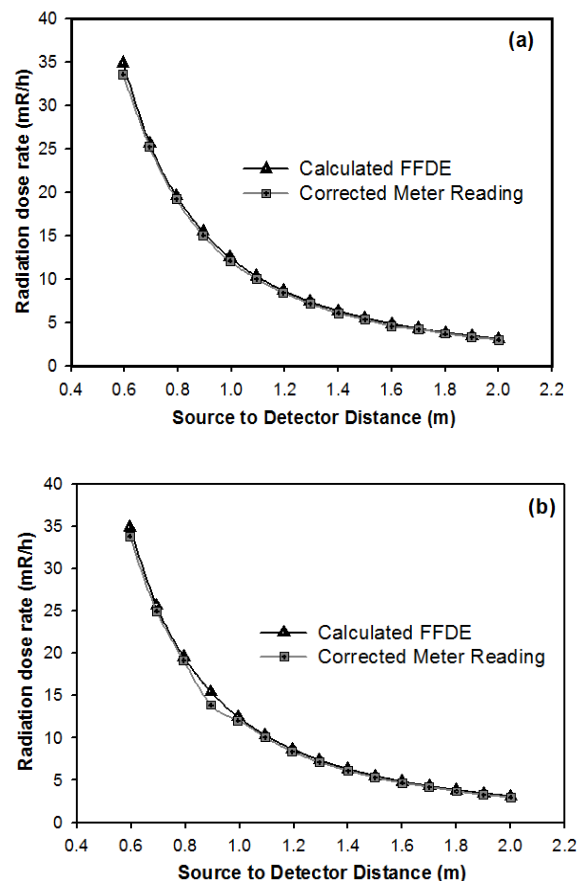 (a)
40
35
30
25
20
15
10
5
0
Radiation dose rate (mR/h)
Calculated FFDE
Corrected Meter Reading
0.4 0.6 0.8 1.0 1.2 1.4 1.6 1.8 2.0 2.2
Source to Detector Distance (m)
(b)
40
35
30
25
20
15
10
5
0
Radiation dose rate (mR/h)
Calculated FFDE
Corrected Meter Reading
0.4 0.6 0.8 1.0 1.2 1.4 1.6 1.8 2.0 2.2
Source to Detector Distance (m)